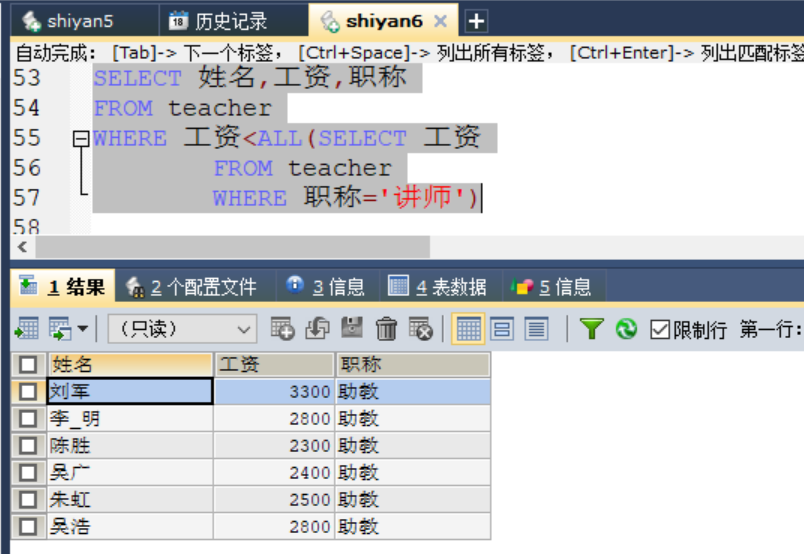 shiyan5 历史记录 shiyan6
自动完成： [Tab]-> 下一个标签， [Ctrl+Space]-> 列出所有标签， [Ctrl+Enter]-> 列出匹配标签
53 SELECT 姓名,工资,职称
54 FROM teacher
55 WHERE 工资<ALL(SELECT 工资
56 FROM teacher
57 WHERE 职称='讲师')
58
1 结果 2 个配置文件 3 信息 4 表数据 5 信息
（只读） 限制行 第一行:
姓名 工资 职称
刘军 3300 助教
李_明 2800 助教
陈胜 2300 助教
吴广 2400 助教
朱虹 2500 助教
吴浩 2800 助教